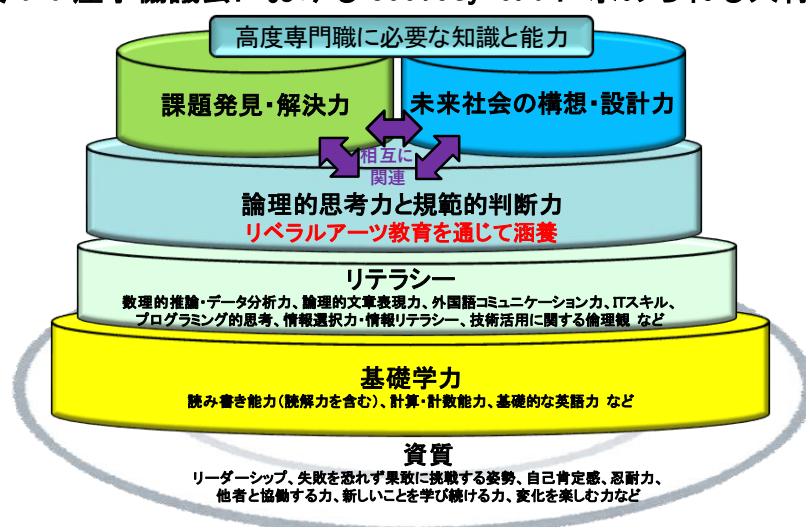 高度専門職に必要な知識と能力
課題発見・解決力
未来社会の構想・設計力
相互に
関連
論理的思考力と規範的判断力
リベラルアーツ教育を通じて涵養
リテラシー
数理的推論・データ分析力、論理的文章表現力、外国語コミュニケーション力、ITスキル、
プログラミング的思考、情報選択力・情報リテラシー、技術活用に関する倫理観 など
基礎学力
読み書き能力(読解力を含む)、計算・計数能力、基礎的な英語力 など
資質
リーダーシップ、失敗を恐れず果敢に挑戦する姿勢、自己肯定感、忍耐力、
他者と協働する力、新しいことを学び続ける力、変化を楽しむ力など